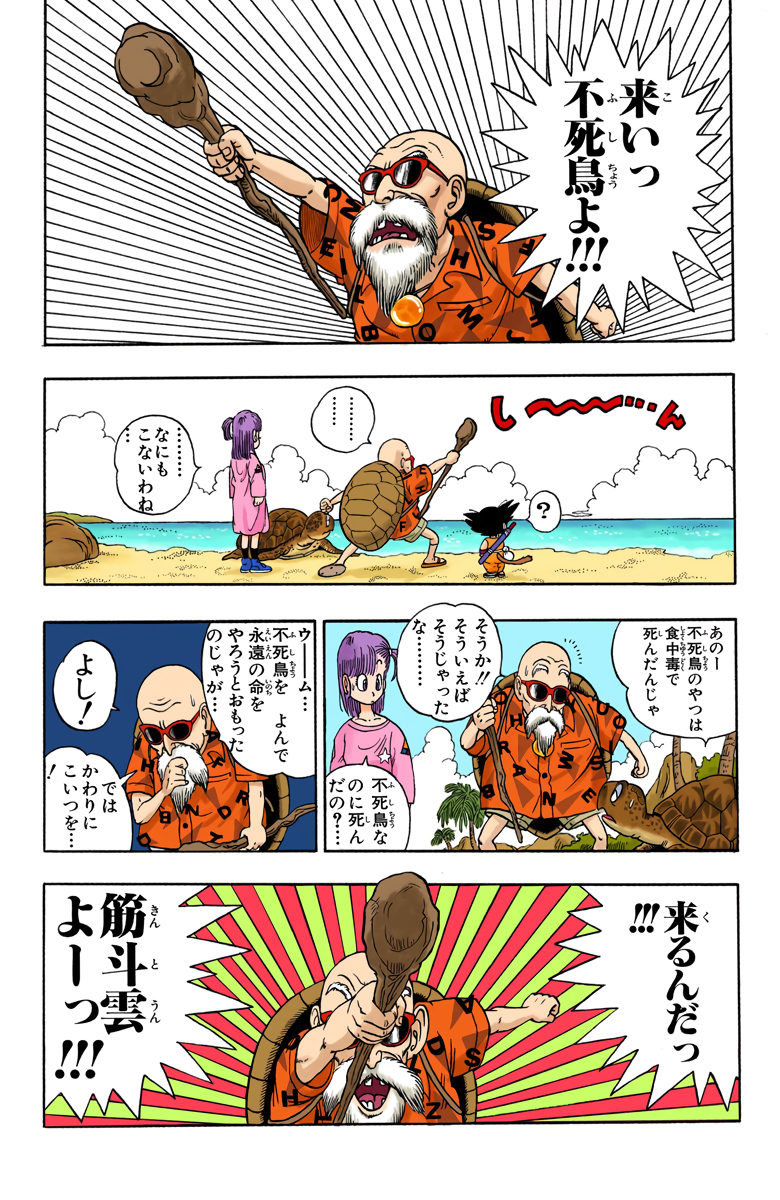 来いっ
不死鳥よ!!!
し〜〜〜…ん
?
………
………
なにも
こないわね
…
あのー
不死鳥のやつは
食中毒で
死んだんじゃ
そうか!!
そういえば
そうじゃった
な………
不死鳥な
のに死ん
だの?…
ウーーム…
不死鳥を よんで
永遠の命を
やろうとおもった
のじゃが…
よし!
では
かわりに
こいつを…
!
来るんだっ
!!!
筋斗雲
よーっ
!!!